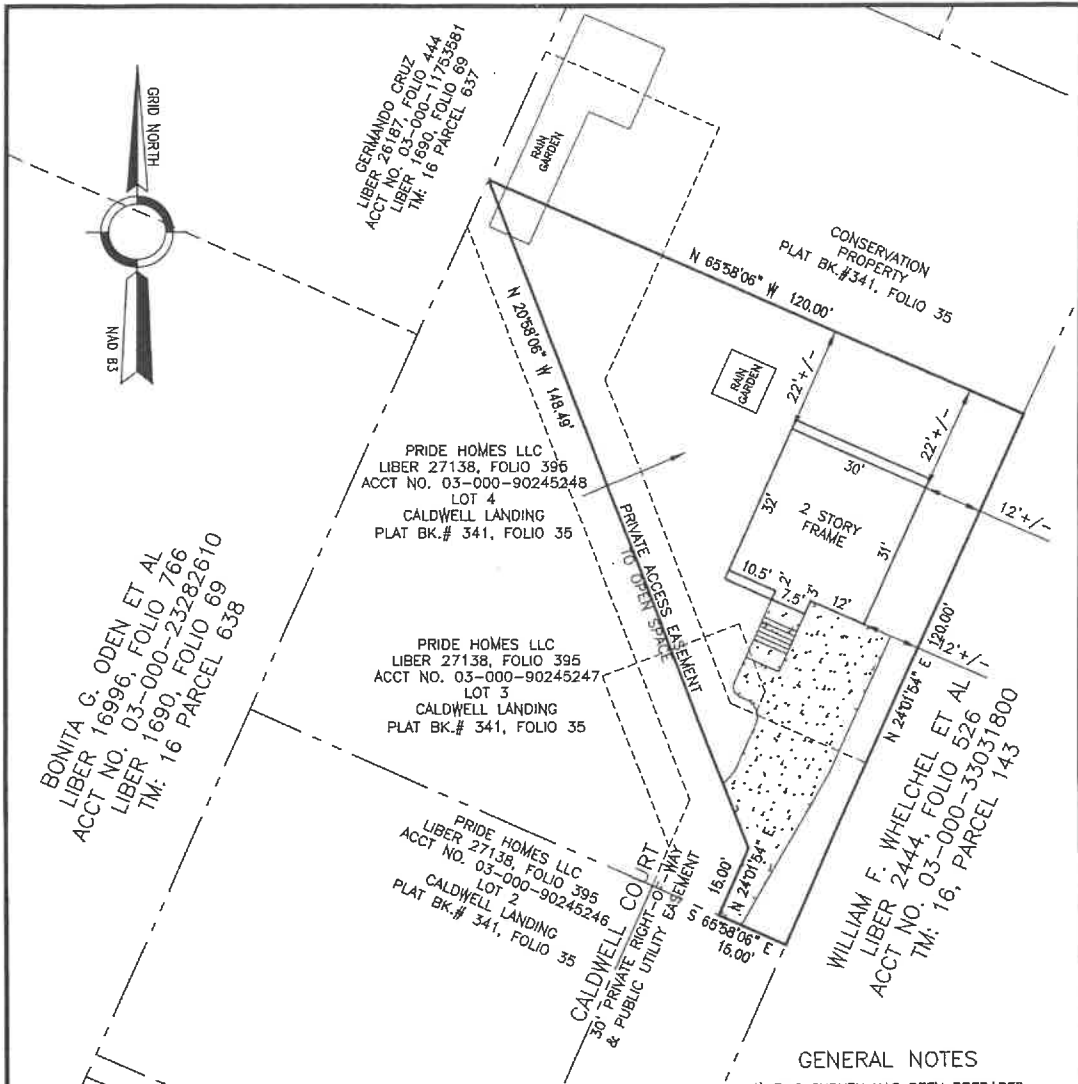 GRID NORTH
NAD 83
GERMANDO CRUZ
LIBER 26187, FOLIO 444
ACCT NO. 03-000-11753581
LIBER 1690, FOLIO 69
TM: 16 PARCEL 637
RAIN
GARDEN
CONSERVATION
PROPERTY
PLAT BK.#341, FOLIO 35
N 65°58'06" W 120.00'
N 20°58'06" W 148.49'
RAIN
GARDEN
22'+/-
22'+/-
30'
12'+/-
2 STORY
FRAME
32'
31'
10.5'
2'
7.5'
3'
12'
120.00'
12'+/-
N 24°01'54" E
PRIDE HOMES LLC
LIBER 27138, FOLIO 395
ACCT NO. 03-000-90245248
LOT 4
CALDWELL LANDING
PLAT BK.# 341, FOLIO 35
PRIVATE ACCESS EASEMENT
TO OPEN SPACE
BONITA G. ODEN ET AL
LIBER 16996, FOLIO 766
ACCT NO. 03-000-23282610
LIBER 1690, FOLIO 69
TM: 16 PARCEL 638
PRIDE HOMES LLC
LIBER 27138, FOLIO 395
ACCT NO. 03-000-90245247
LOT 3
CALDWELL LANDING
PLAT BK.# 341, FOLIO 35
WILLIAM F. WHELCHEL ET AL
LIBER 2444, FOLIO 526
ACCT NO. 03-000-33031800
TM: 16, PARCEL 143
PRIDE HOMES LLC
LIBER 27138, FOLIO 395
ACCT NO. 03-000-90245246
LOT 2
CALDWELL LANDING
PLAT BK.# 341, FOLIO 35
CALDWELL COURT
30' PRIVATE RIGHT-OF-WAY
& PUBLIC UTILITY EASEMENT
15.00'
N 24°01'54" E
S 65°58'06" E
15.00'
GENERAL NOTES